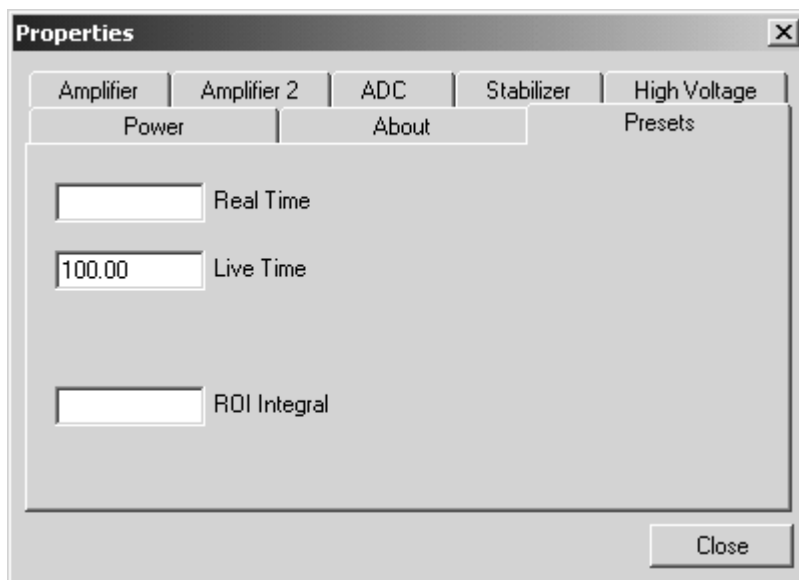 Properties
Amplifier Amplifier 2 ADC Stabilizer High Voltage
Power About Presets
Real Time
100.00 Live Time
ROI Integral
Close